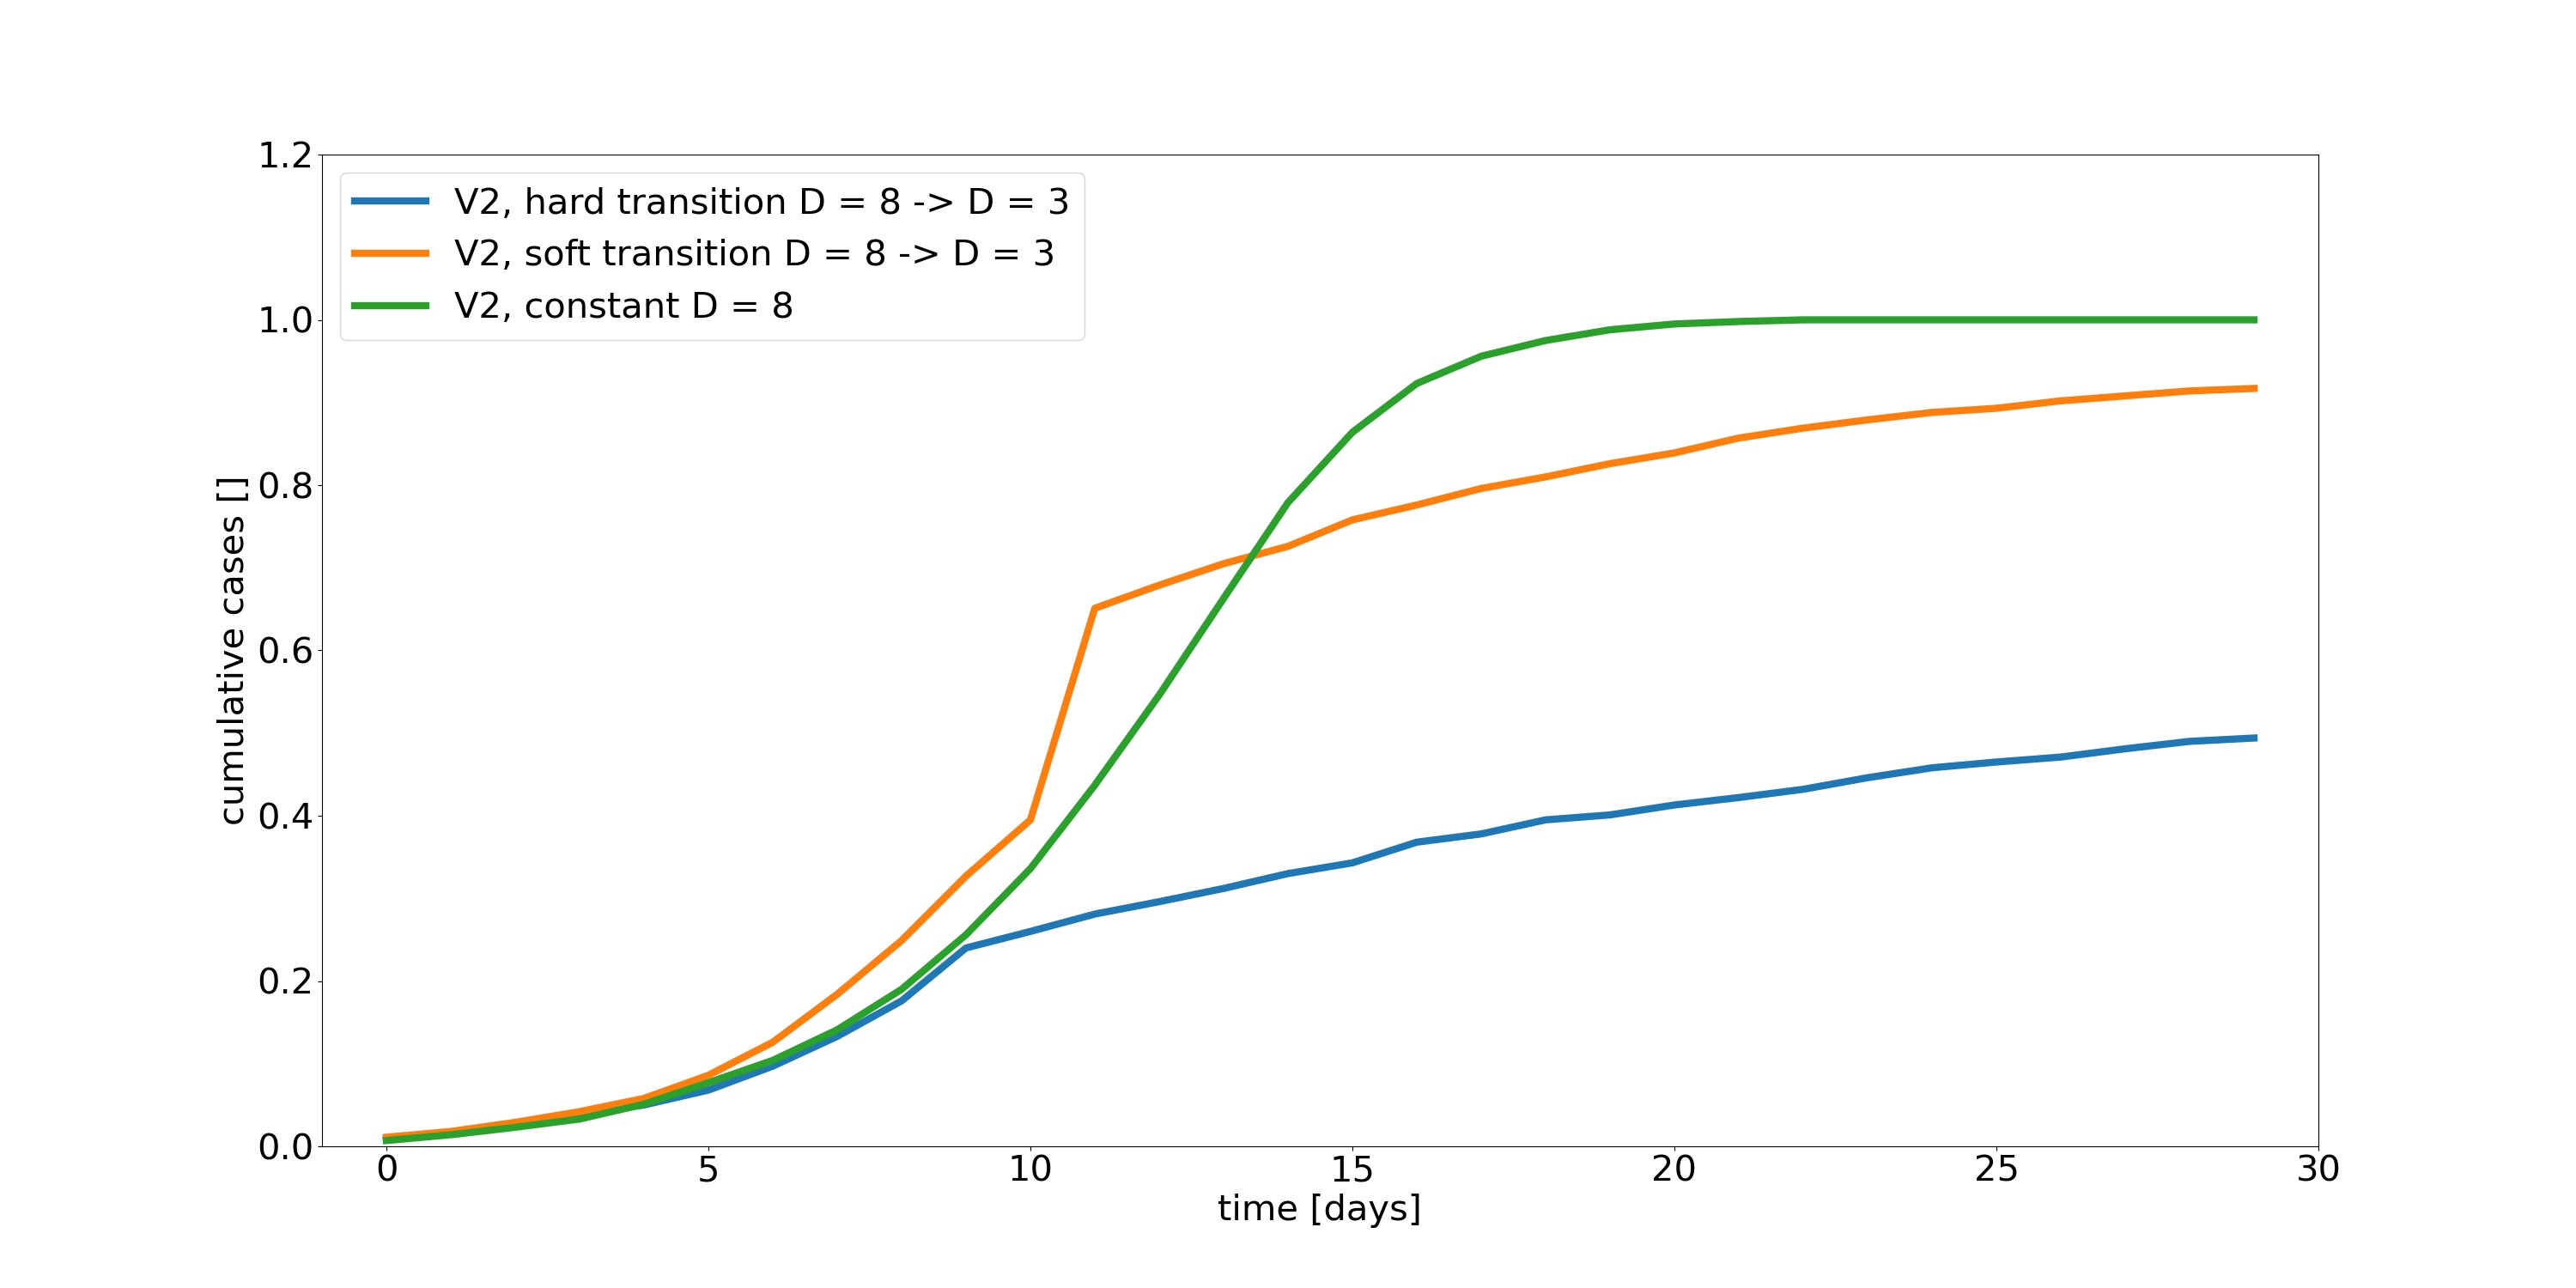 1.2
1.0
0.8
0.6
0.4
0.2
0.0
cumulative cases []
V2, hard transition D = 8 -> D = 3
V2, soft transition D = 8 -> D = 3
V2, constant D = 8
0 5 10 15 20 25 30
time [days]